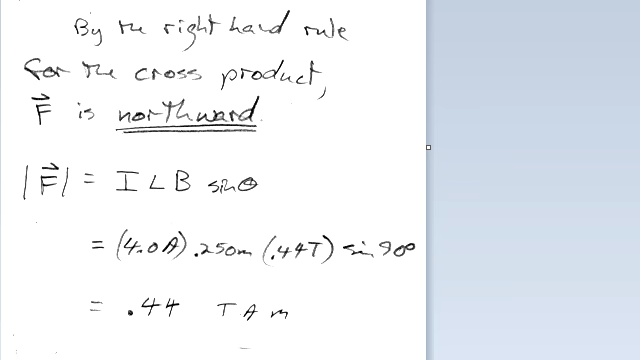 By the right hand rule
for the cross product,
F⃗ is northward.
|F⃗| = I L B sinθ
= (4.0A) .250m (.44T) sin 90°
= .44 T A m